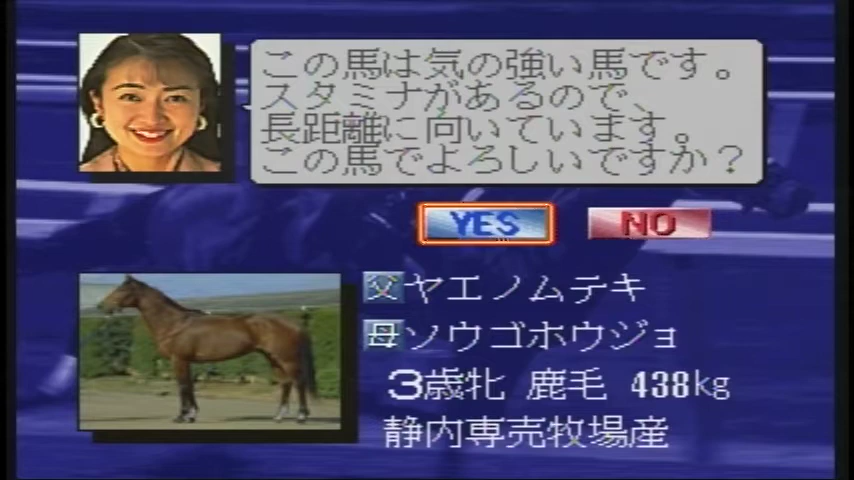 この馬は気の強い馬です。
スタミナがあるので、
長距離に向いています。
この馬でよろしいですか？
YES NO
父ヤエノムテキ
母ソウゴホウジョ
3歳牝 鹿毛 438kg
静内専売牧場産